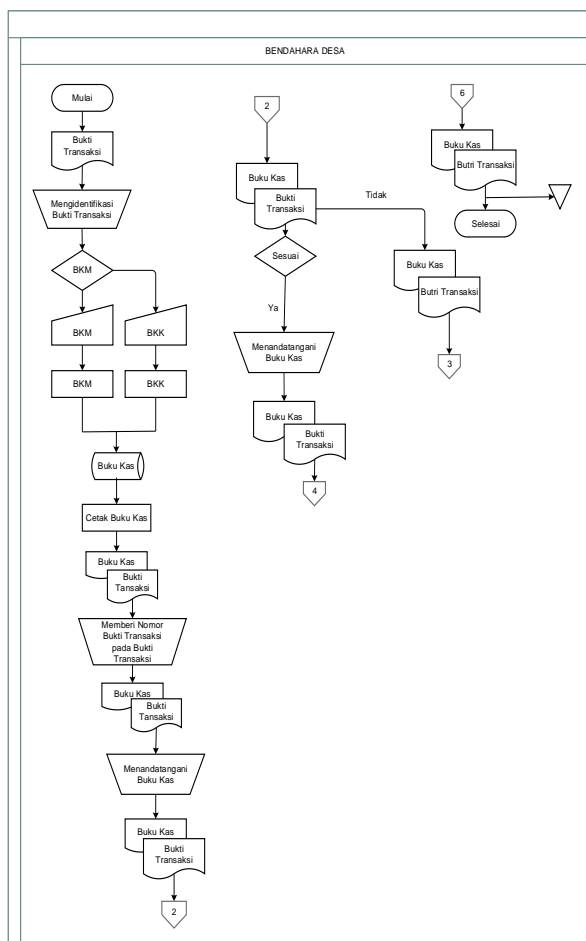 BENDAHARA DESA
Mulai
Bukti
Transaksi
Mengidentifikasi
Bukti Transaksi
BKM
BKM
BKK
BKM
BKK
Buku Kas
Cetak Buku Kas
Buku Kas
Bukti
Tansaksi
Memberi Nomor
Bukti Transaksi
pada Bukti
Transaksi
Buku Kas
Bukti
Tansaksi
Menandatangani
Buku Kas
Buku Kas
Bukti
Transaksi
2
2
Buku Kas
Bukti
Transaksi
Tidak
Sesuai
Ya
Menandatangani
Buku Kas
Buku Kas
Bukti
Transaksi
4
Buku Kas
Butri Transaksi
3
6
Buku Kas
Butri Transaksi
Selesai